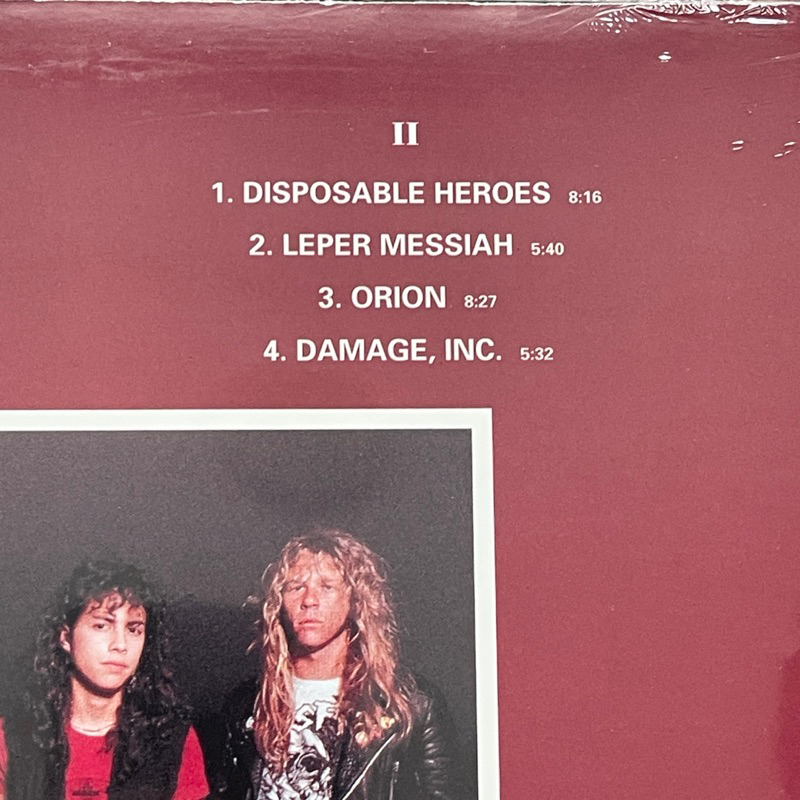 II
1. DISPOSABLE HEROES 8:16
2. LEPER MESSIAH 5:40
3. ORION 8:27
4. DAMAGE, INC. 5:32